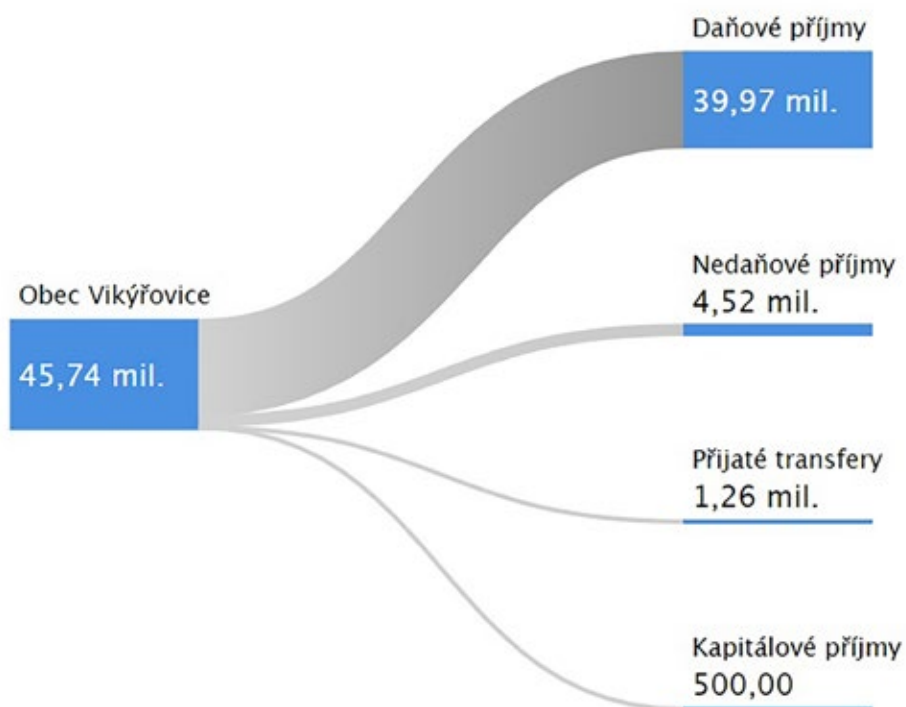 Daňové příjmy
39,97 mil.
Nedaňové příjmy
4,52 mil.
Obec Vikýřovice
45,74 mil.
Přijaté transfery
1,26 mil.
Kapitálové příjmy
500,00